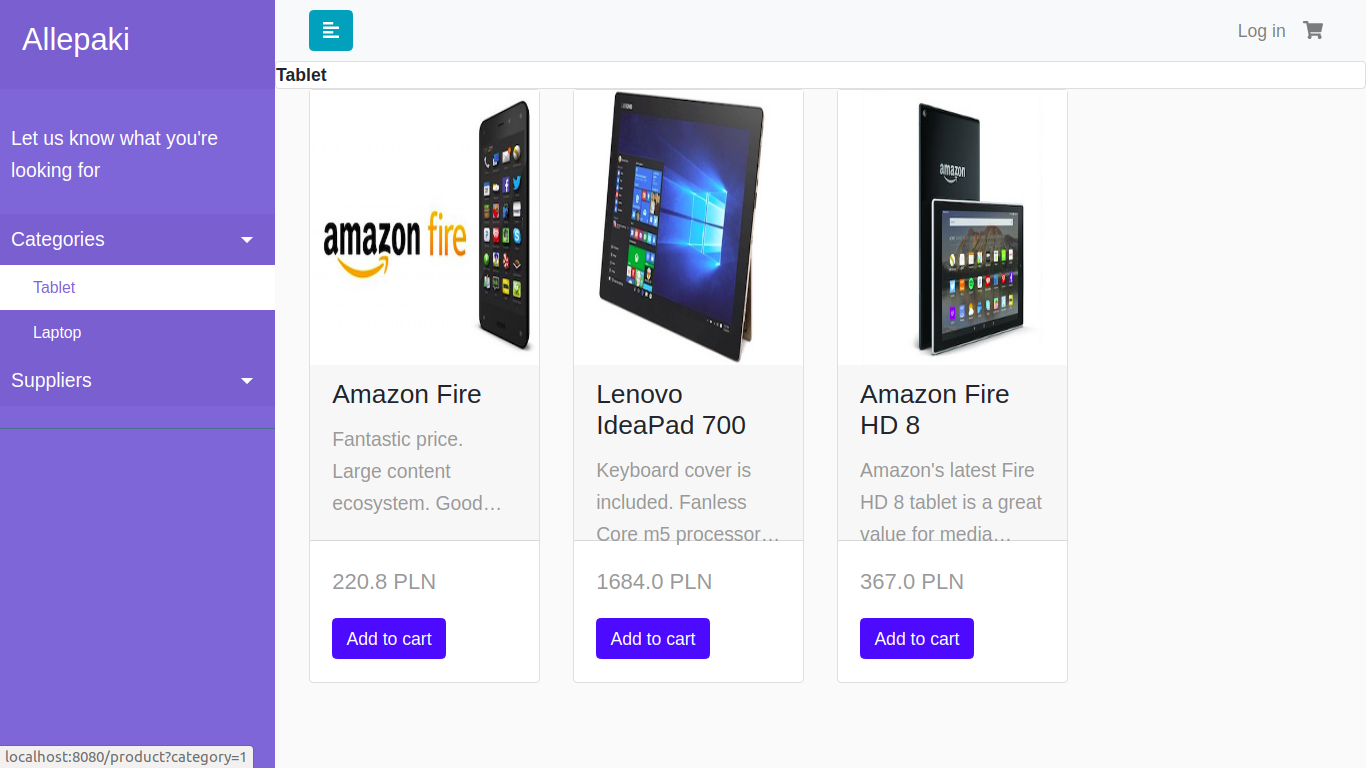 Allepaki
Log in
Tablet
Let us know what you're
looking for
Categories
Tablet
Laptop
Suppliers
amazon fire
LENOVO
amazon
Amazon Fire
Fantastic price.
Large content
ecosystem. Good…
220.8 PLN
Add to cart
Lenovo
IdeaPad 700
Keyboard cover is
included. Fanless
Core m5 processor…
1684.0 PLN
Add to cart
Amazon Fire
HD 8
Amazon's latest Fire
HD 8 tablet is a great
value for media…
367.0 PLN
Add to cart
localhost:8080/product?category=1